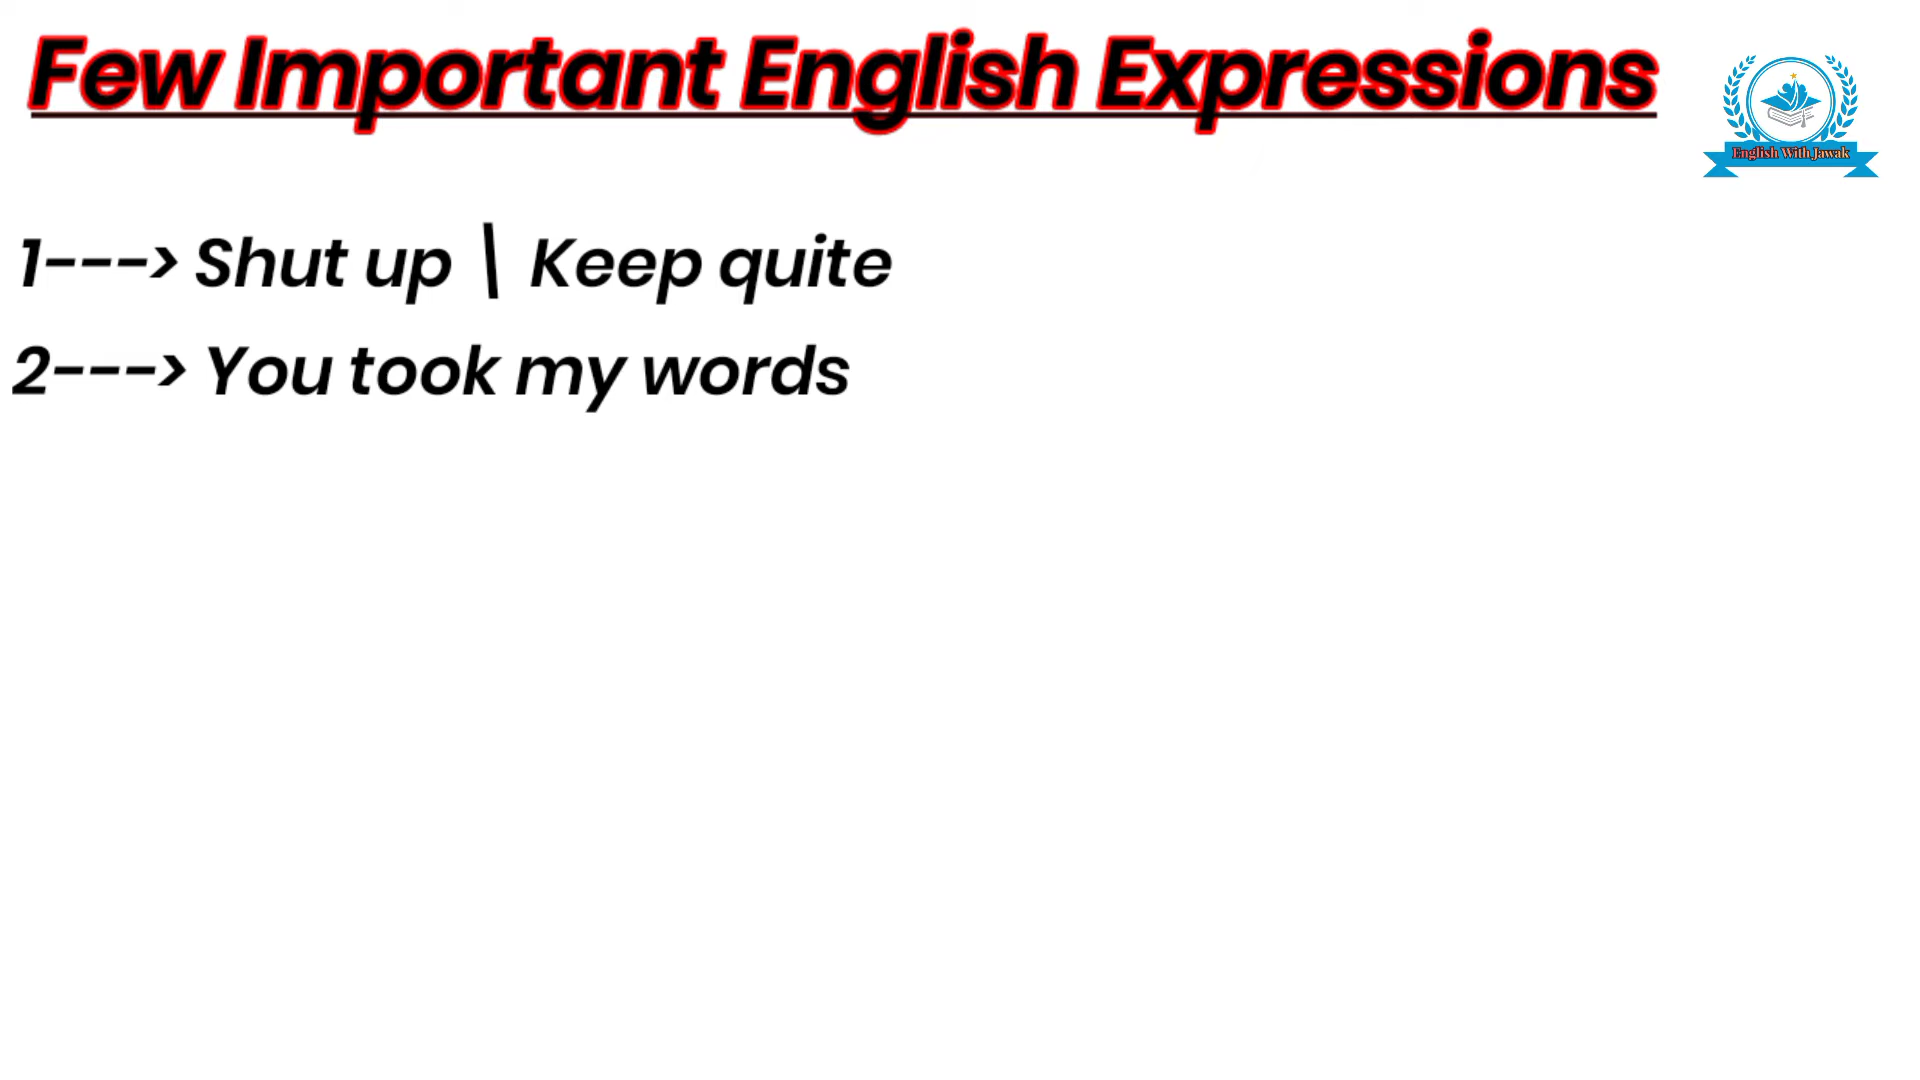 Few Important English Expressions
English With Jawak
1---> Shut up \ Keep quite
2---> You took my words